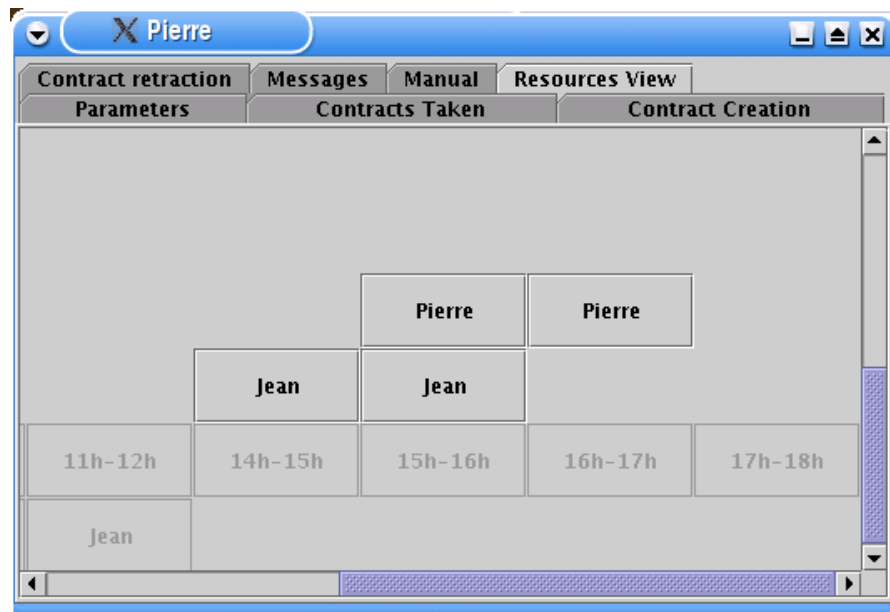 Pierre
Contract retraction Messages Manual Resources View
Parameters Contracts Taken Contract Creation
Pierre Pierre
Jean Jean
11h-12h 14h-15h 15h-16h 16h-17h 17h-18h
Jean